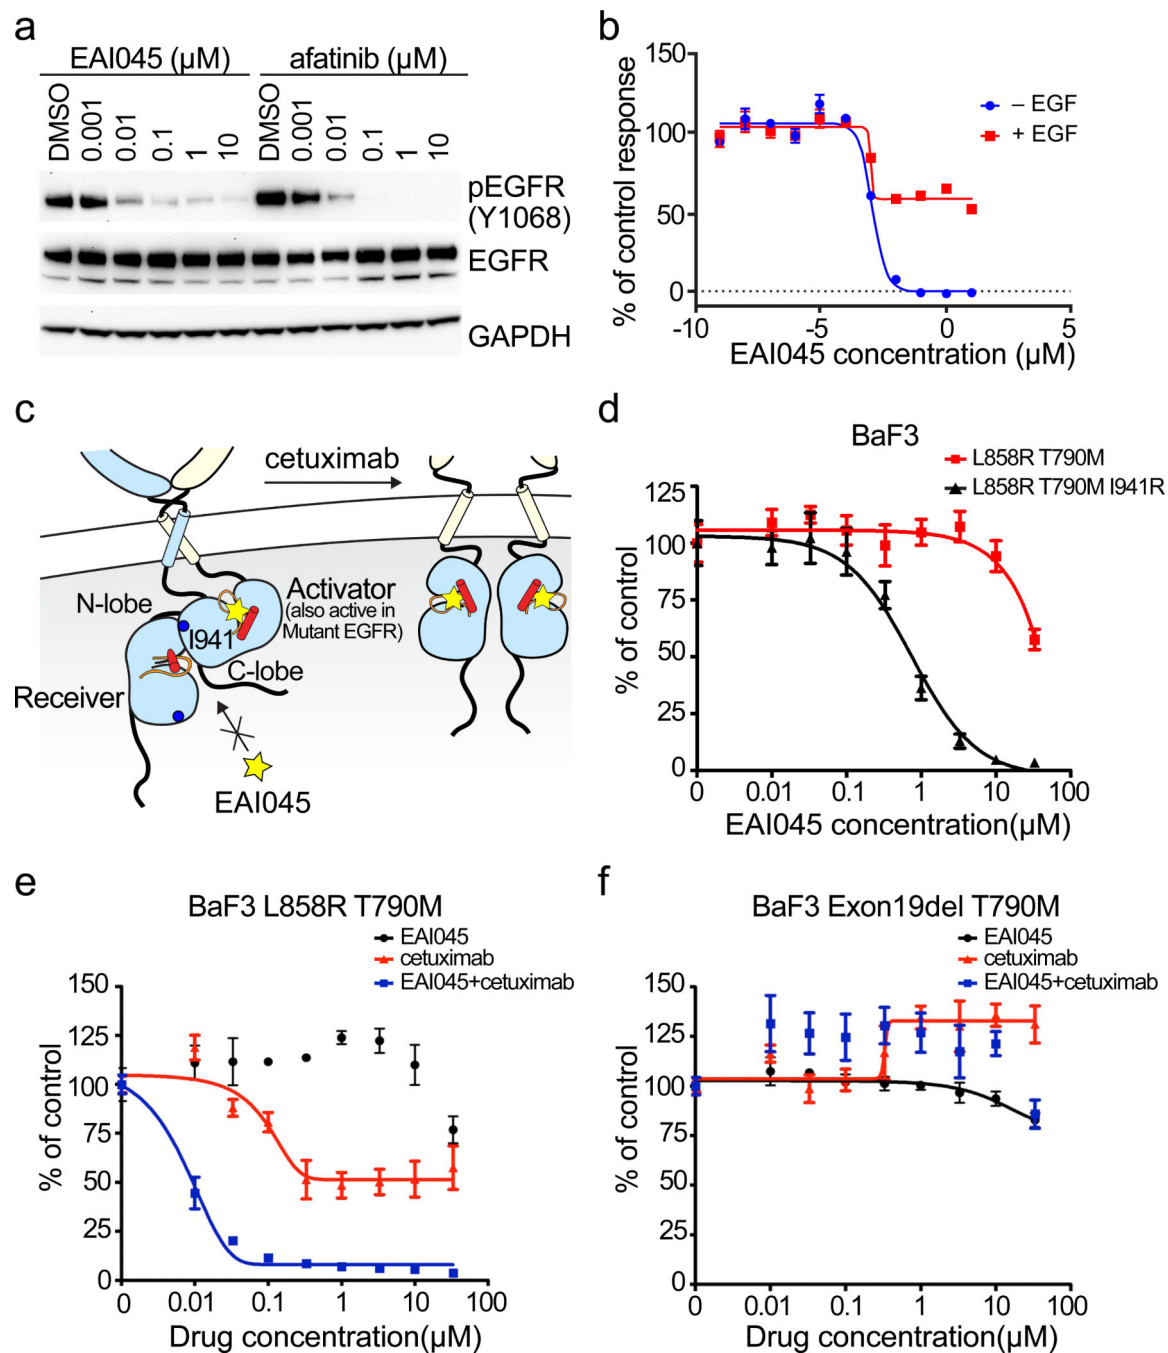 a
EAI045 (µM)
afatinib (µM)
DMSO
0.001
0.01
0.1
1
10
DMSO
0.001
0.01
0.1
1
10
pEGFR
(Y1068)
EGFR
GAPDH
b
150
100
50
0
-10
-5
0
5
% of control response
EAI045 concentration (µM)
– EGF
+ EGF
c
cetuximab
N-lobe
I941
Activator
(also active in
Mutant EGFR)
C-lobe
Receiver
EAI045
d
BaF3
L858R T790M
L858R T790M I941R
125
100
75
50
25
0
0
0.01
0.1
1
10
100
% of control
EAI045 concentration(µM)
e
BaF3 L858R T790M
EAI045
cetuximab
EAI045+cetuximab
150
125
100
75
50
25
0
0
0.01
0.1
1
10
100
% of control
Drug concentration(µM)
f
BaF3 Exon19del T790M
EAI045
cetuximab
EAI045+cetuximab
150
125
100
75
50
25
0
0
0.01
0.1
1
10
100
% of control
Drug concentration(µM)